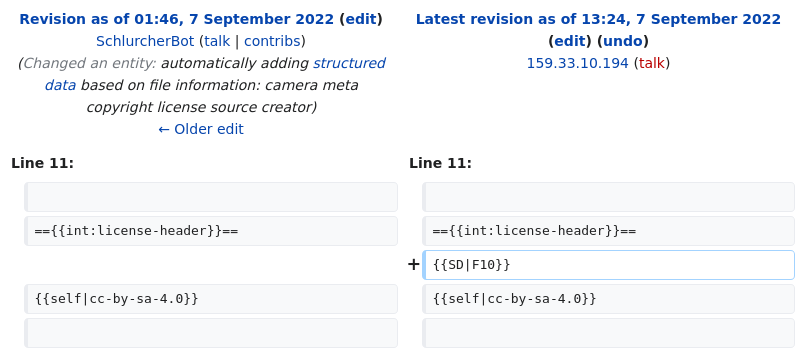 Revision as of 01:46, 7 September 2022 (edit)
SchlurcherBot (talk | contribs)
(Changed an entity: automatically adding structured
data based on file information: camera meta
copyright license source creator)
← Older edit
Latest revision as of 13:24, 7 September 2022
(edit) (undo)
159.33.10.194 (talk)
Line 11:
Line 11:
=={{int:license-header}}==
=={{int:license-header}}==
+ {{SD|F10}}
{{self|cc-by-sa-4.0}}
{{self|cc-by-sa-4.0}}